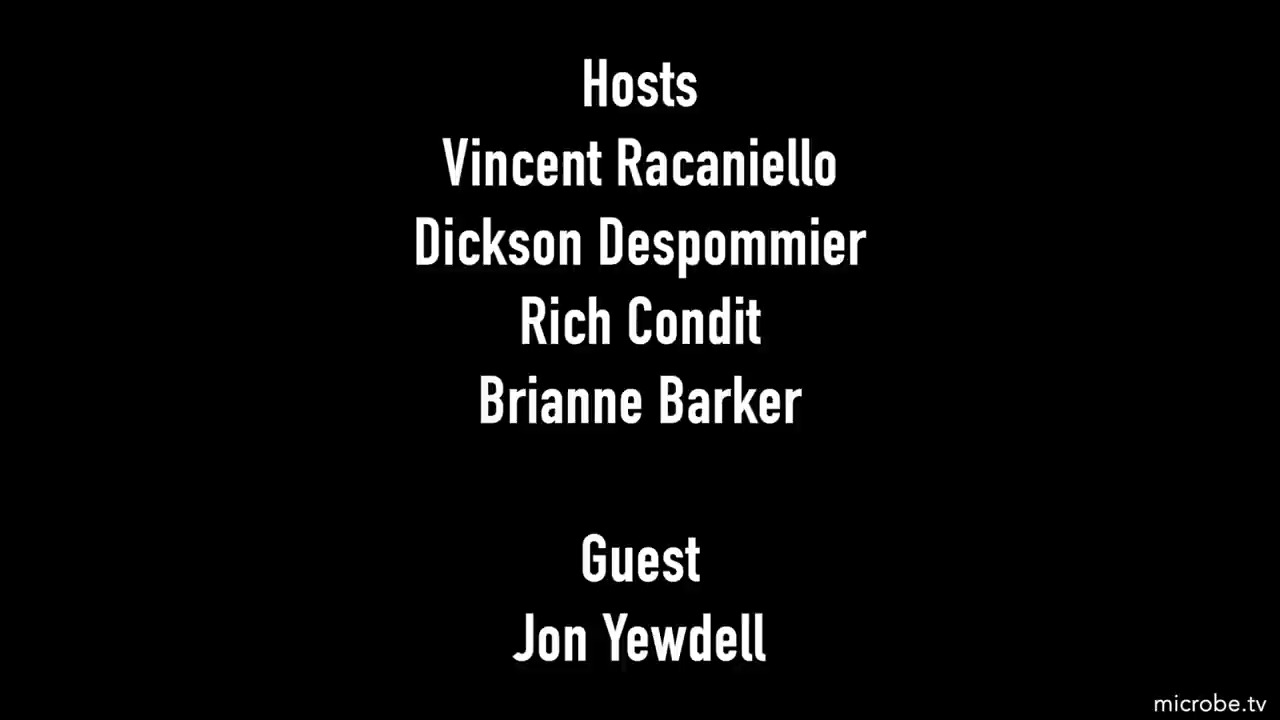 Hosts
Vincent Racaniello
Dickson Despommier
Rich Condit
Brianne Barker
Guest
Jon Yewdell
microbe.tv